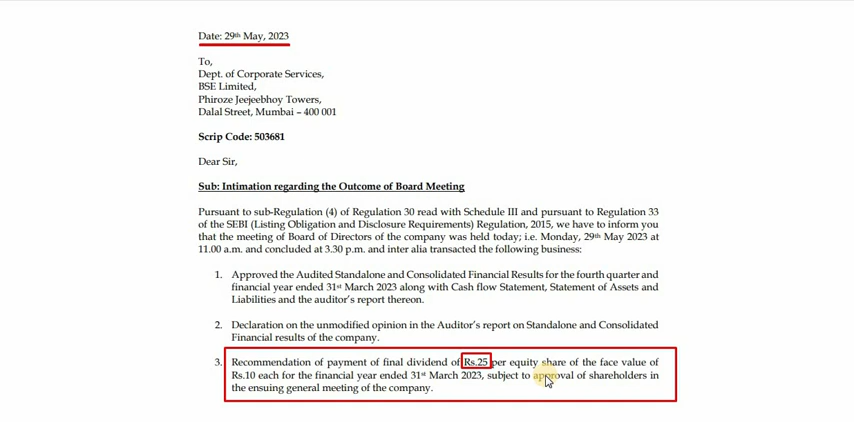 Date: 29th May, 2023
To,
Dept. of Corporate Services,
BSE Limited,
Phiroze Jeejeebhoy Towers,
Dalal Street, Mumbai – 400 001
Scrip Code: 503681
Dear Sir,
Sub: Intimation regarding the Outcome of Board Meeting
Pursuant to sub-Regulation (4) of Regulation 30 read with Schedule III and pursuant to Regulation 33
of the SEBI (Listing Obligation and Disclosure Requirements) Regulation, 2015, we have to inform you
that the meeting of Board of Directors of the company was held today; i.e. Monday, 29th May 2023 at
11.00 a.m. and concluded at 3.30 p.m. and inter alia transacted the following business:
1. Approved the Audited Standalone and Consolidated Financial Results for the fourth quarter and
financial year ended 31st March 2023 along with Cash flow Statement, Statement of Assets and
Liabilities and the auditor's report thereon.
2. Declaration on the unmodified opinion in the Auditor's report on Standalone and Consolidated
Financial results of the company.
3. Recommendation of payment of final dividend of Rs.25 per equity share of the face value of
Rs.10 each for the financial year ended 31st March 2023, subject to approval of shareholders in
the ensuing general meeting of the company.